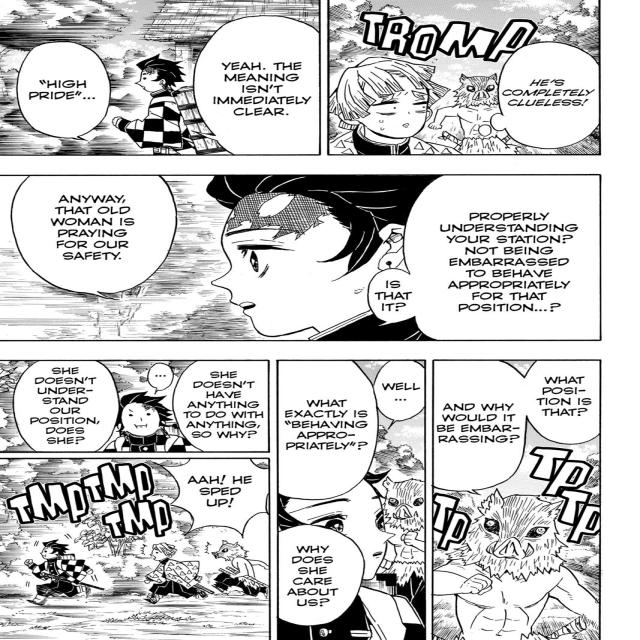 TROMP
HE'S
COMPLETELY
CLUELESS!
YEAH. THE
MEANING
ISN'T
IMMEDIATELY
CLEAR.
"HIGH
PRIDE"...
PROPERLY
UNDERSTANDING
YOUR STATION?
NOT BEING
EMBARRASSED
TO BEHAVE
APPROPRIATELY
FOR THAT
POSITION...?
IS
THAT
IT?
ANYWAY,
THAT OLD
WOMAN IS
PRAYING
FOR OUR
SAFETY.
WHAT
POSI-
TION IS
THAT?
AND WHY
WOULD IT
BE EMBAR-
RASSING?
TP
TP
TP
TP
WELL
...
WHAT
EXACTLY IS
"BEHAVING
APPRO-
PRIATELY"?
WHY
DOES
SHE
CARE
ABOUT
US?
SHE
DOESN'T
HAVE
ANYTHING
TO DO WITH
ANYTHING,
SO WHY?
...
SHE
DOESN'T
UNDER-
STAND
OUR
POSITION,
DOES
SHE?
AAH! HE
SPED
UP!
TMP
TMP
TMP